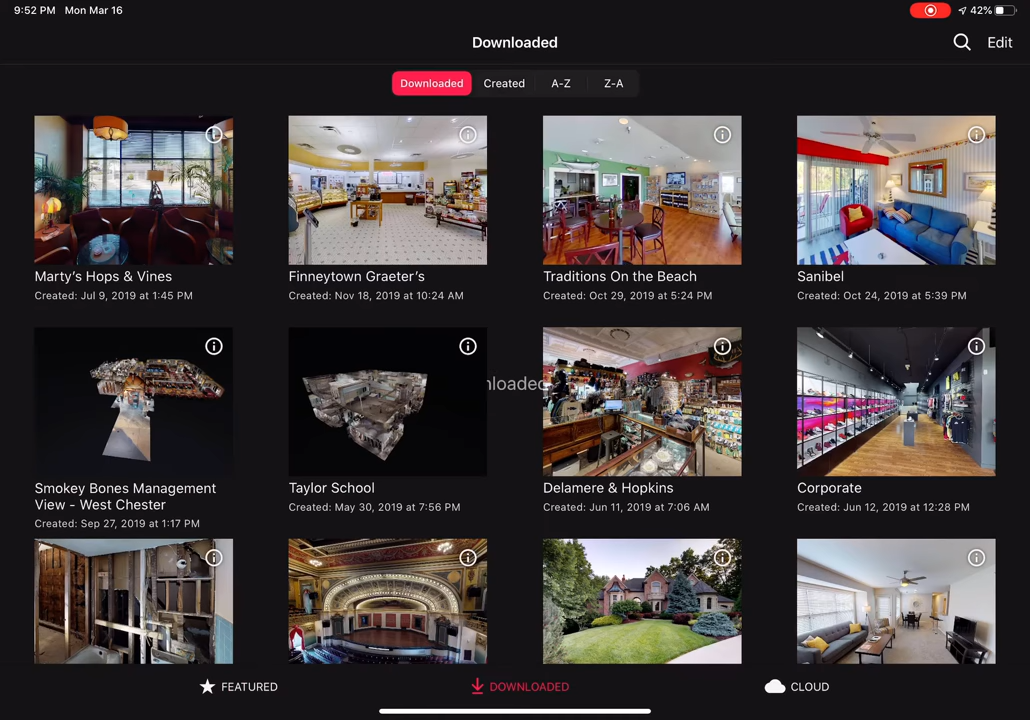 9:52 PM Mon Mar 16
42%
Downloaded
Edit
Downloaded Created A-Z Z-A
Marty's Hops & Vines
Created: Jul 9, 2019 at 1:45 PM
Finneytown Graeter's
Created: Nov 18, 2019 at 10:24 AM
Traditions On the Beach
Created: Oct 29, 2019 at 5:24 PM
Sanibel
Created: Oct 24, 2019 at 5:39 PM
Smokey Bones Management
View - West Chester
Created: Sep 27, 2019 at 1:17 PM
Taylor School
Created: May 30, 2019 at 7:56 PM
nloaded
Delamere & Hopkins
Created: Jun 11, 2019 at 7:06 AM
Corporate
Created: Jun 12, 2019 at 12:28 PM
FEATURED
DOWNLOADED
CLOUD